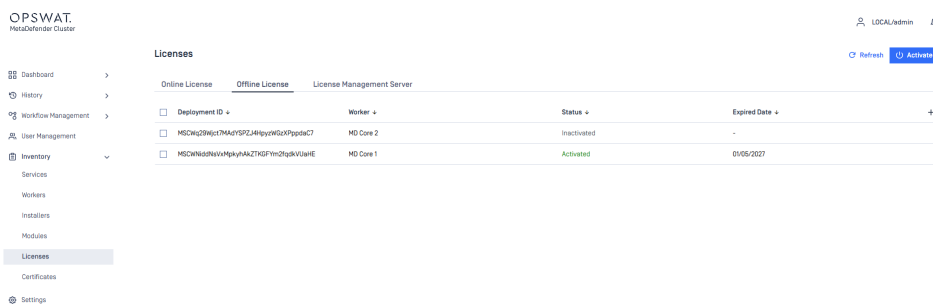 OPSWAT.
MetaDefender Cluster
LOCAL/admin
Licenses
Refresh
Activate
Dashboard
History
Workflow Management
User Management
Inventory
Services
Workers
Installers
Modules
Licenses
Certificates
Settings
Online License Offline License License Management Server
Deployment ID ↓ Worker ↓ Status ↓ Expired Date ↓ +
MSCWq29Wjct7MAdYSPZJ4HpyzWGzXPppdaC7 MD Core 2 Inactivated -
MSCWNiddNsVxMpkyhAkZTKGFYm2fqdkVUaHE MD Core 1 Activated 01/05/2027